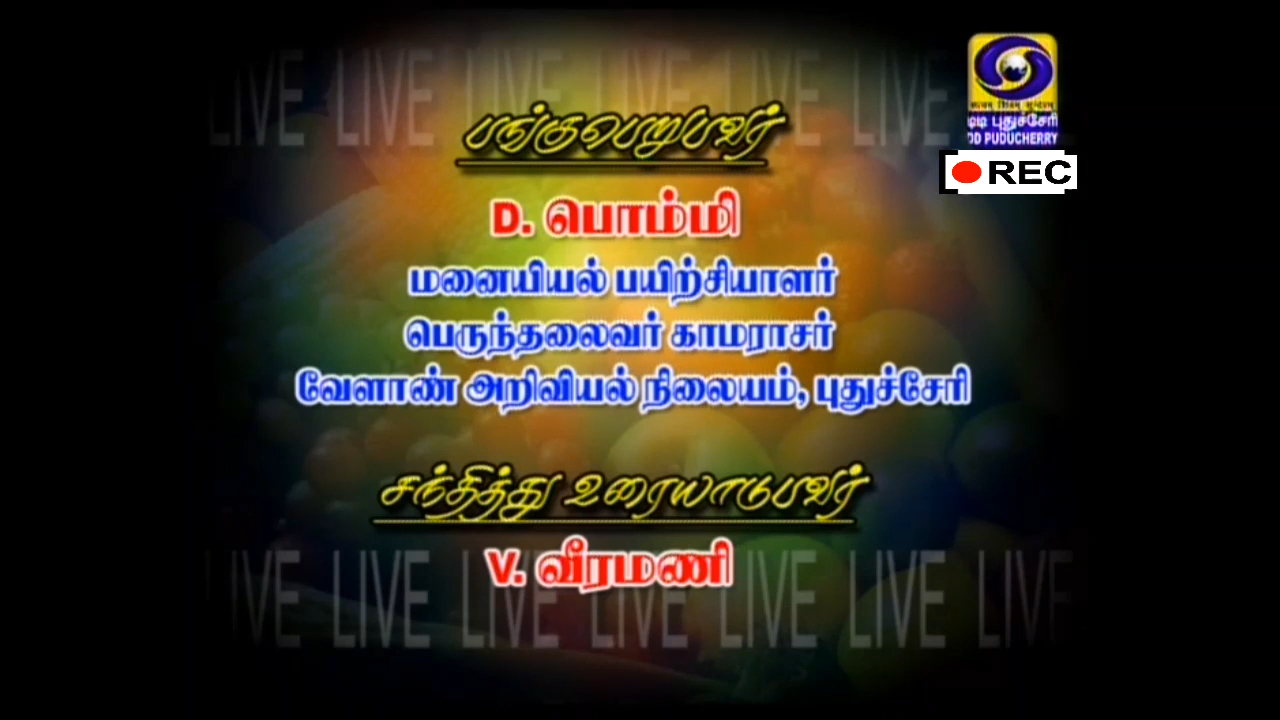 LIVE LIVE LIVE LIVE LIVE LIVE LIVE
டிடி புதுச்சேரி
DD PUDUCHERRY
REC
பங்குபெறுபவர்
D. பொம்மி
மனையியல் பயிற்சியாளர்
பெருந்தலைவர் காமராசர்
வேளாண் அறிவியல் நிலையம், புதுச்சேரி
சந்தித்து உரையாடுபவர்
V. வீரமணி
LIVE LIVE LIVE LIVE LIVE LIVE LIVE